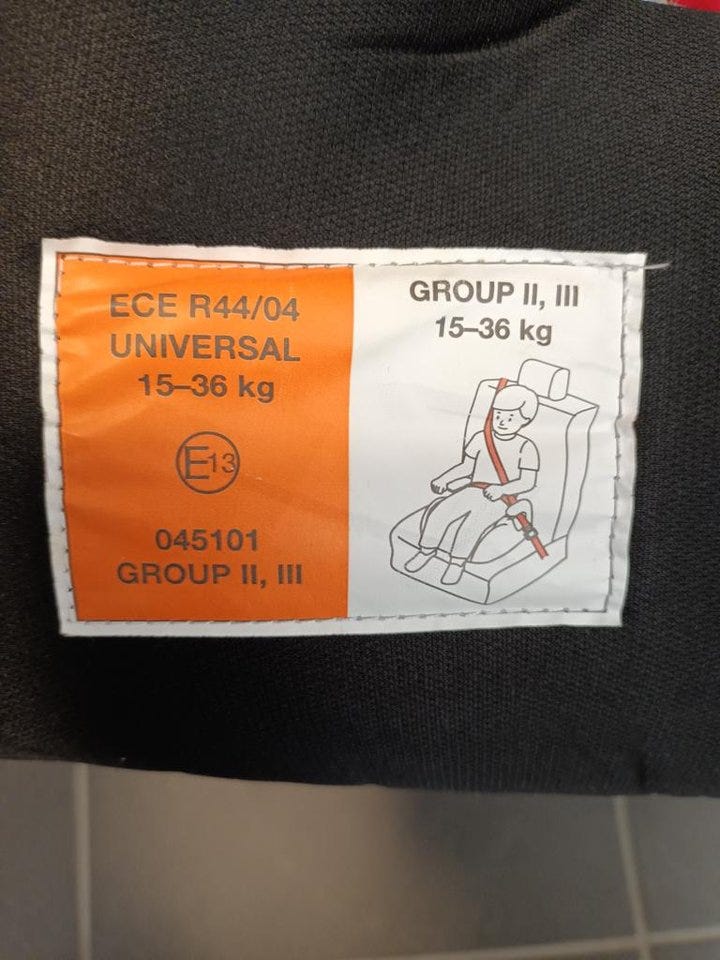 ECE R44/04
UNIVERSAL
15–36 kg
E13
045101
GROUP II, III
GROUP II, III
15–36 kg